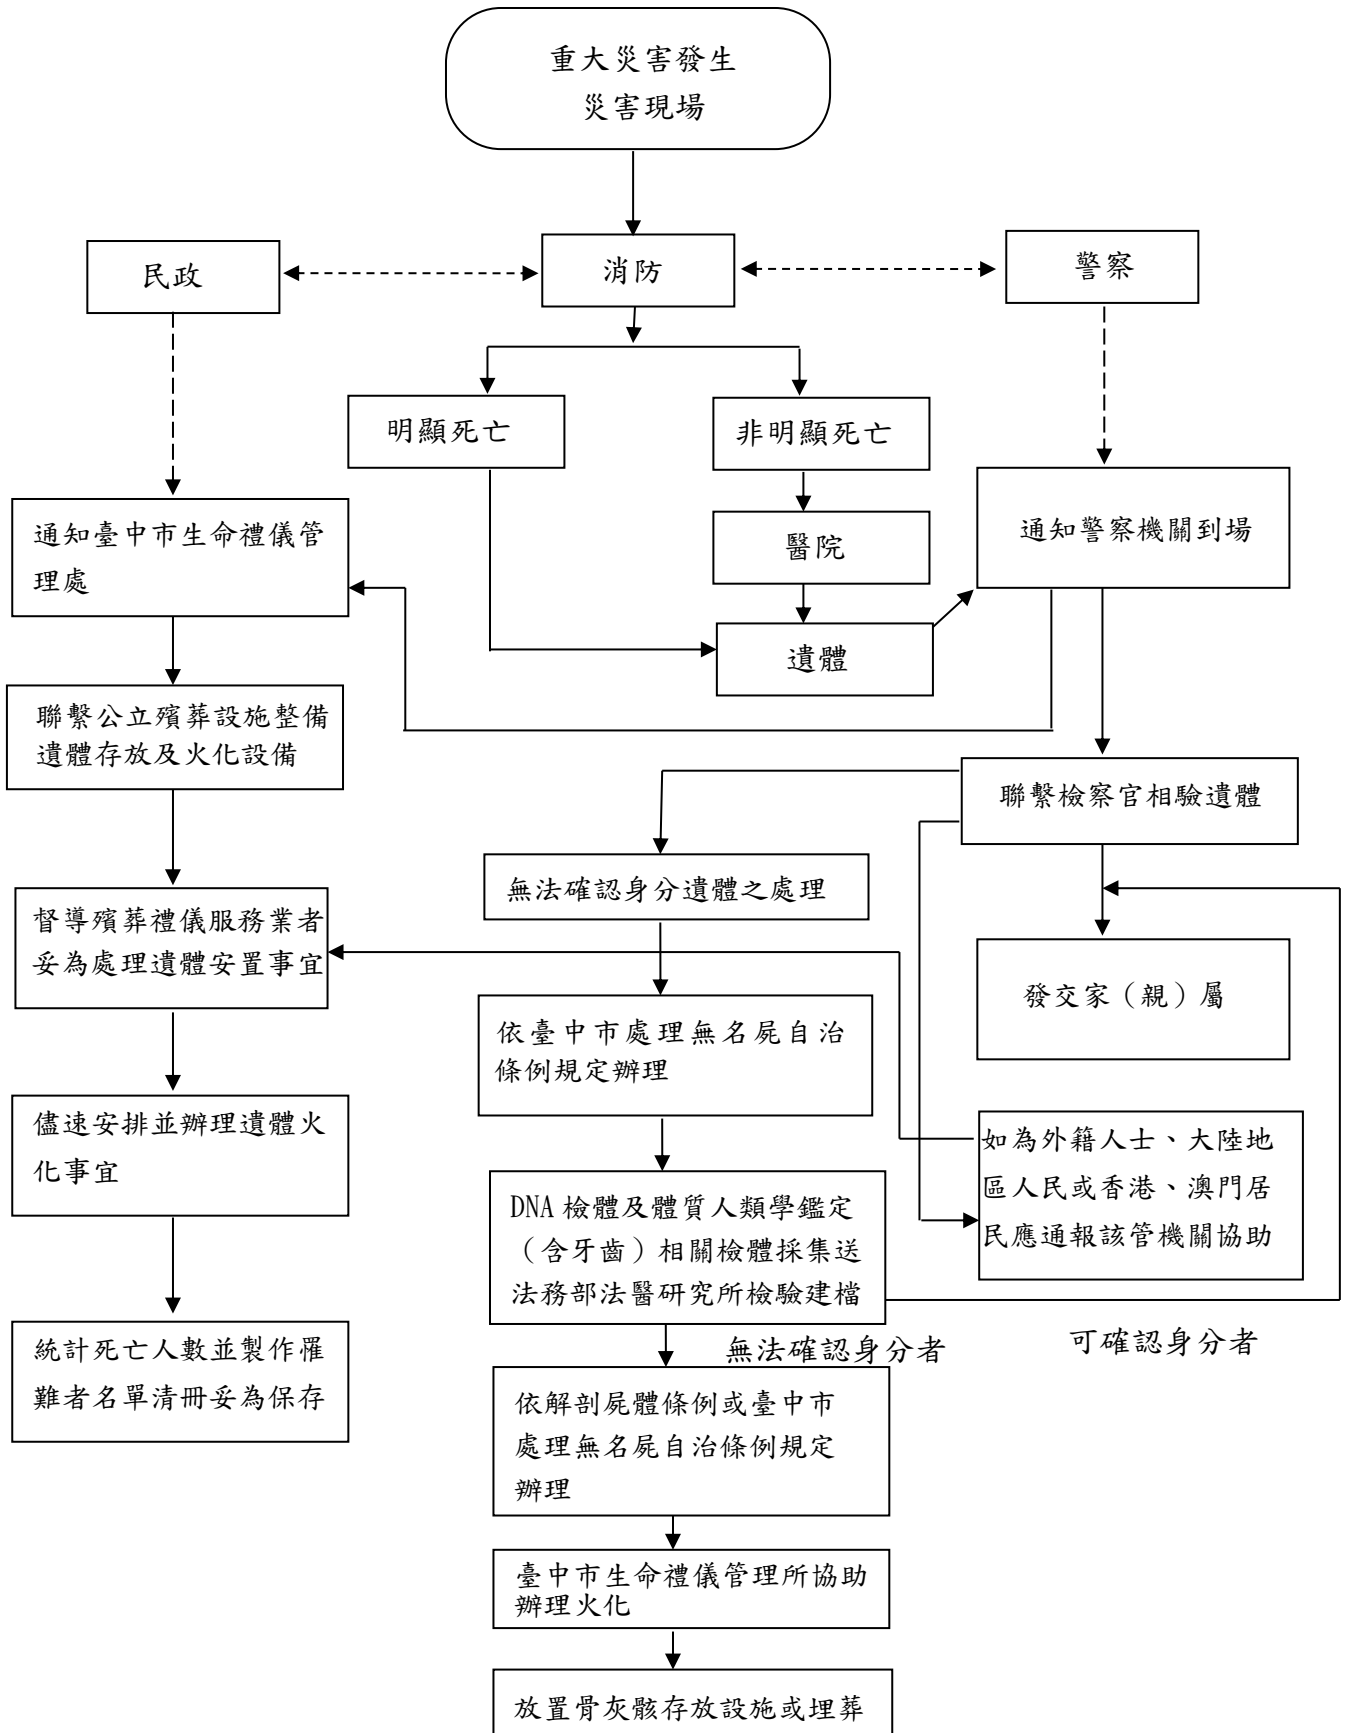 重大災害發生
災害現場
民政
消防
警察
明顯死亡
非明顯死亡
通知臺中市生命禮儀管
理處
醫院
通知警察機關到場
遺體
聯繫公立殯葬設施整備
遺體存放及火化設備
聯繫檢察官相驗遺體
無法確認身分遺體之處理
督導殯葬禮儀服務業者
妥為處理遺體安置事宜
發交家（親）屬
依臺中市處理無名屍自治
條例規定辦理
儘速安排並辦理遺體火
化事宜
如為外籍人士、大陸地
區人民或香港、澳門居
民應通報該管機關協助
DNA 檢體及體質人類學鑑定
（含牙齒）相關檢體採集送
法務部法醫研究所檢驗建檔
無法確認身分者
可確認身分者
統計死亡人數並製作罹
難者名單清冊妥為保存
依解剖屍體條例或臺中市
處理無名屍自治條例規定
辦理
臺中市生命禮儀管理所協助
辦理火化
放置骨灰骸存放設施或埋葬